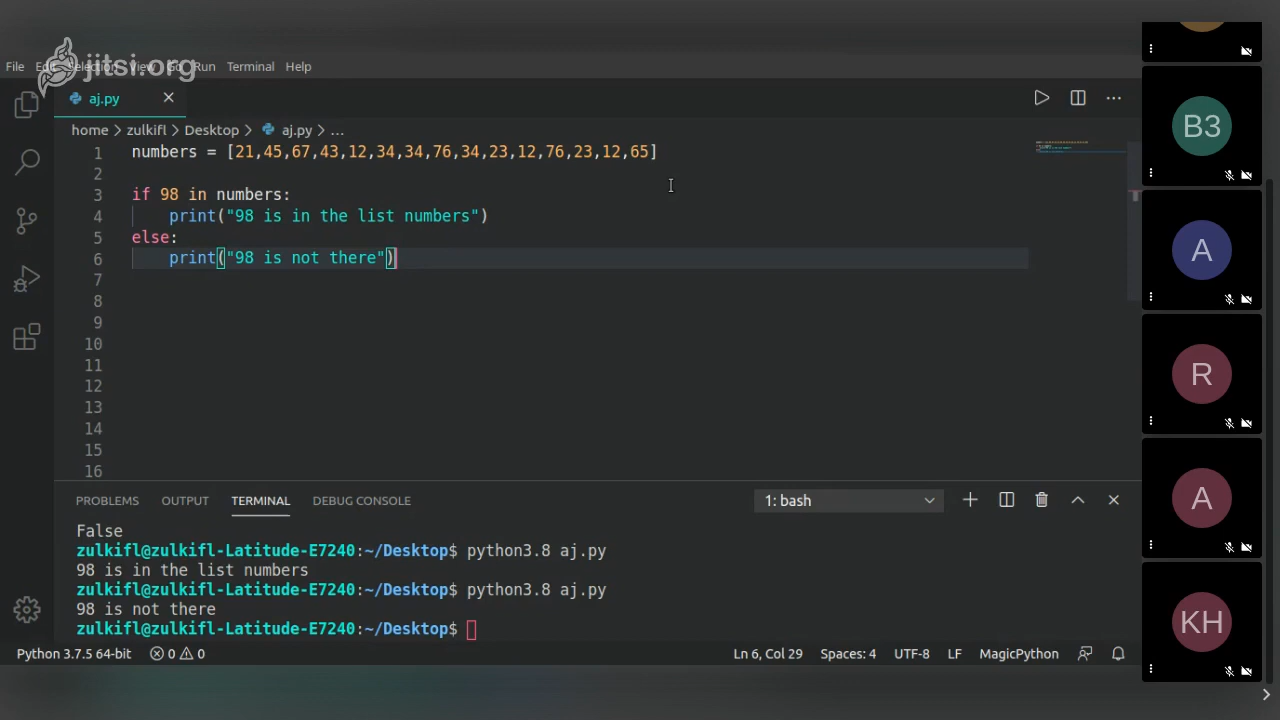 jitsi.org
File Edit Selection View Go Run Terminal Help
aj.py
home > zulkifl > Desktop > aj.py > ...
1 numbers = [21,45,67,43,12,34,34,76,34,23,12,76,23,12,65]
2
3 if 98 in numbers:
4     print("98 is in the list numbers")
5 else:
6     print("98 is not there")
7
8
9
10
11
12
13
14
15
16
PROBLEMS OUTPUT TERMINAL DEBUG CONSOLE 1: bash
False
zulkifl@zulkifl-Latitude-E7240:~/Desktop$ python3.8 aj.py
98 is in the list numbers
zulkifl@zulkifl-Latitude-E7240:~/Desktop$ python3.8 aj.py
98 is not there
zulkifl@zulkifl-Latitude-E7240:~/Desktop$
Python 3.7.5 64-bit 0 0 Ln 6, Col 29 Spaces: 4 UTF-8 LF MagicPython
B3
A
R
A
KH